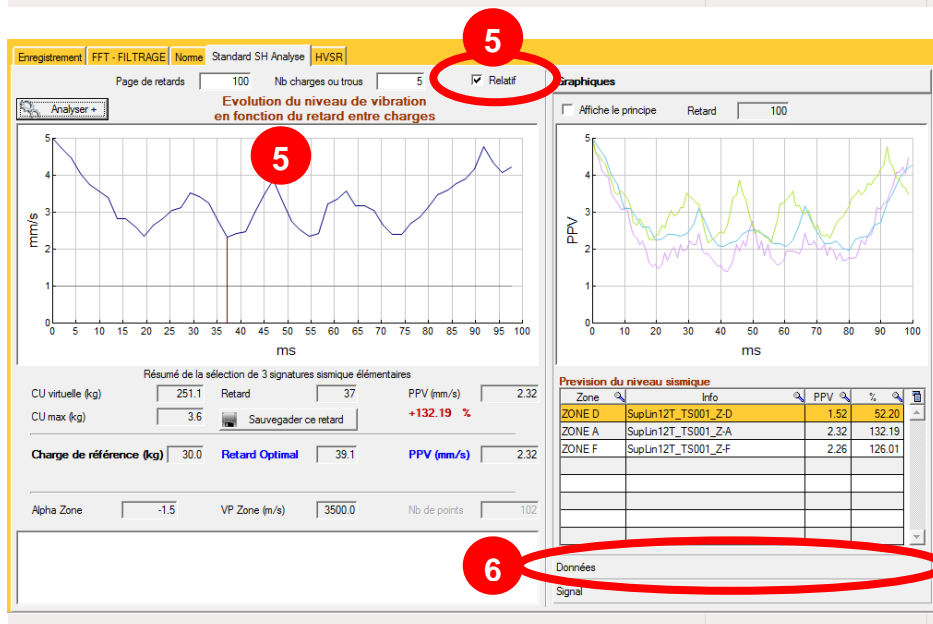 5
Enregistrement FFT - FILTRAGE Norme Standard SH Analyse HVSR
Page de retards 100 Nb charges ou trous 5 Relatif
Analyser +
Evolution du niveau de vibration
en fonction du retard entre charges
5
5
4
3
2
1
0
mm/s
0 5 10 15 20 25 30 35 40 45 50 55 60 65 70 75 80 85 90 95 100
ms
Résumé de la sélection de 3 signatures sismique élémentaires
CU virtuelle (kg) 251.1 Retard 37 PPV (mm/s) 2.32
CU max (kg) 3.6 Sauvegader ce retard +132.19 %
Charge de référence (kg) 30.0 Retard Optimal 39.1 PPV (mm/s) 2.32
Alpha Zone -1.5 VP Zone (m/s) 3500.0 Nb de points 102
Graphiques
Affiche le principe Retard 100
5
4
3
2
1
0
PPV
0 10 20 30 40 50 60 70 80 90 100
ms
Prevision du niveau sismique
Zone Info PPV %
ZONE D SupLin12T_TS001_Z-D 1.52 52.20
ZONE A SupLin12T_TS001_Z-A 2.32 132.19
ZONE F SupLin12T_TS001_Z-F 2.26 126.01
6
Données
Signal